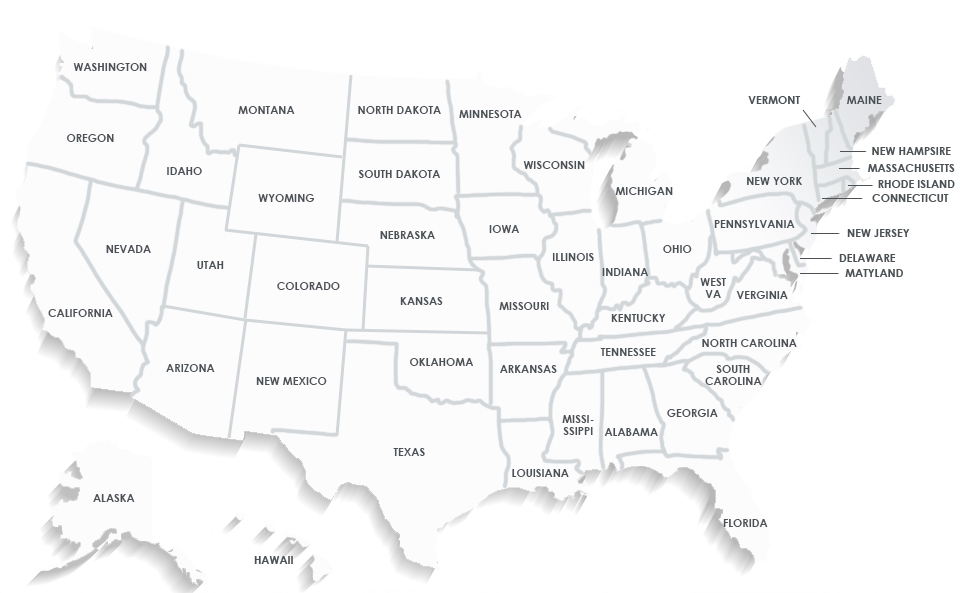 WASHINGTON
OREGON
IDAHO
MONTANA
NORTH DAKOTA
MINNESOTA
SOUTH DAKOTA
WISCONSIN
WYOMING
MICHIGAN
VERMONT
MAINE
NEW HAMPSIRE
MASSACHUSETTS
RHODE ISLAND
CONNECTICUT
NEW YORK
NEW JERSEY
PENNSYLVANIA
DELAWARE
MATYLAND
NEVADA
UTAH
COLORADO
NEBRASKA
IOWA
ILLINOIS
INDIANA
OHIO
WEST
VA
VERGINIA
CALIFORNIA
KANSAS
MISSOURI
KENTUCKY
ARIZONA
NEW MEXICO
OKLAHOMA
ARKANSAS
TENNESSEE
NORTH CAROLINA
SOUTH
CAROLINA
TEXAS
LOUISIANA
MISSI-
SSIPPI
ALABAMA
GEORGIA
FLORIDA
ALASKA
HAWAII